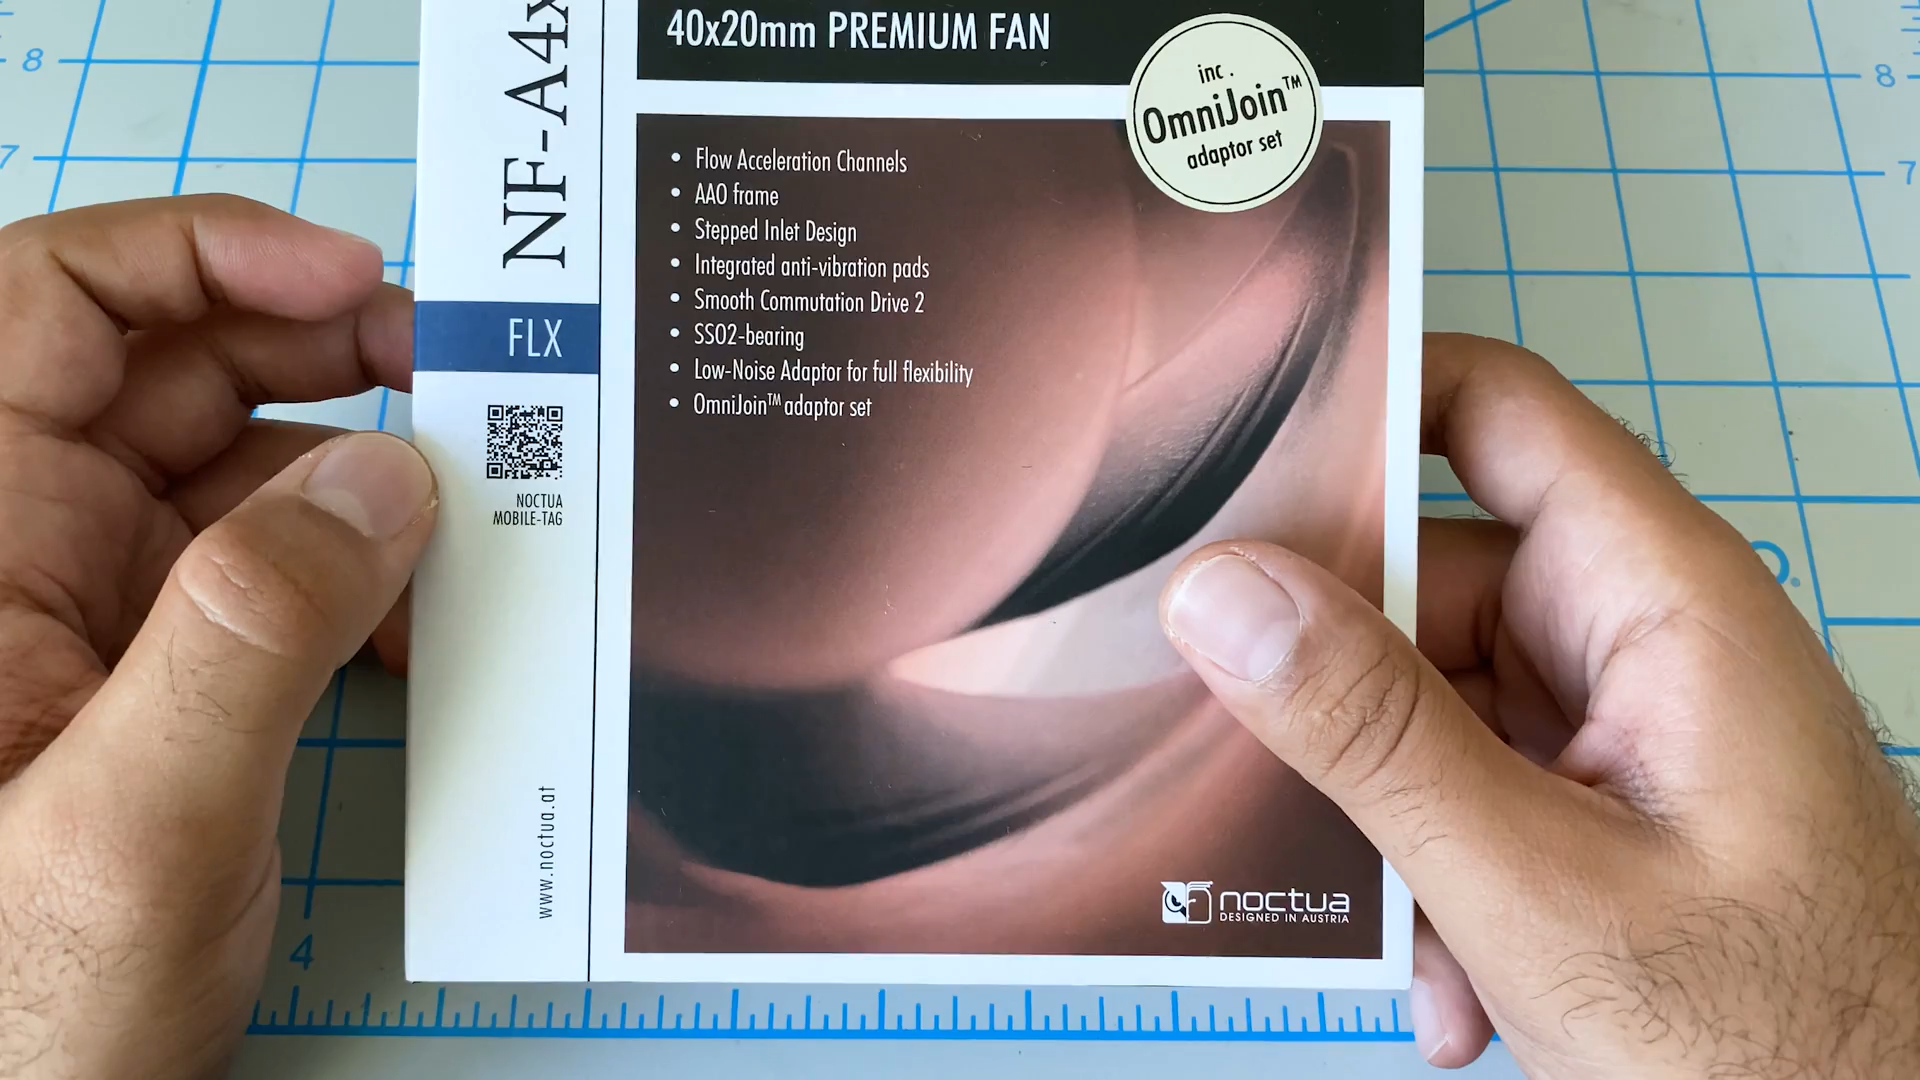 40x20mm PREMIUM FAN
inc.
OmniJoin™
adaptor set
• Flow Acceleration Channels
• AAO frame
• Stepped Inlet Design
• Integrated anti-vibration pads
• Smooth Commutation Drive 2
• SSO2-bearing
• Low-Noise Adaptor for full flexibility
• OmniJoin™ adaptor set
NF-A4x
FLX
NOCTUA
MOBILE-TAG
www.noctua.at
noctua
DESIGNED IN AUSTRIA
8
7
4
8
7